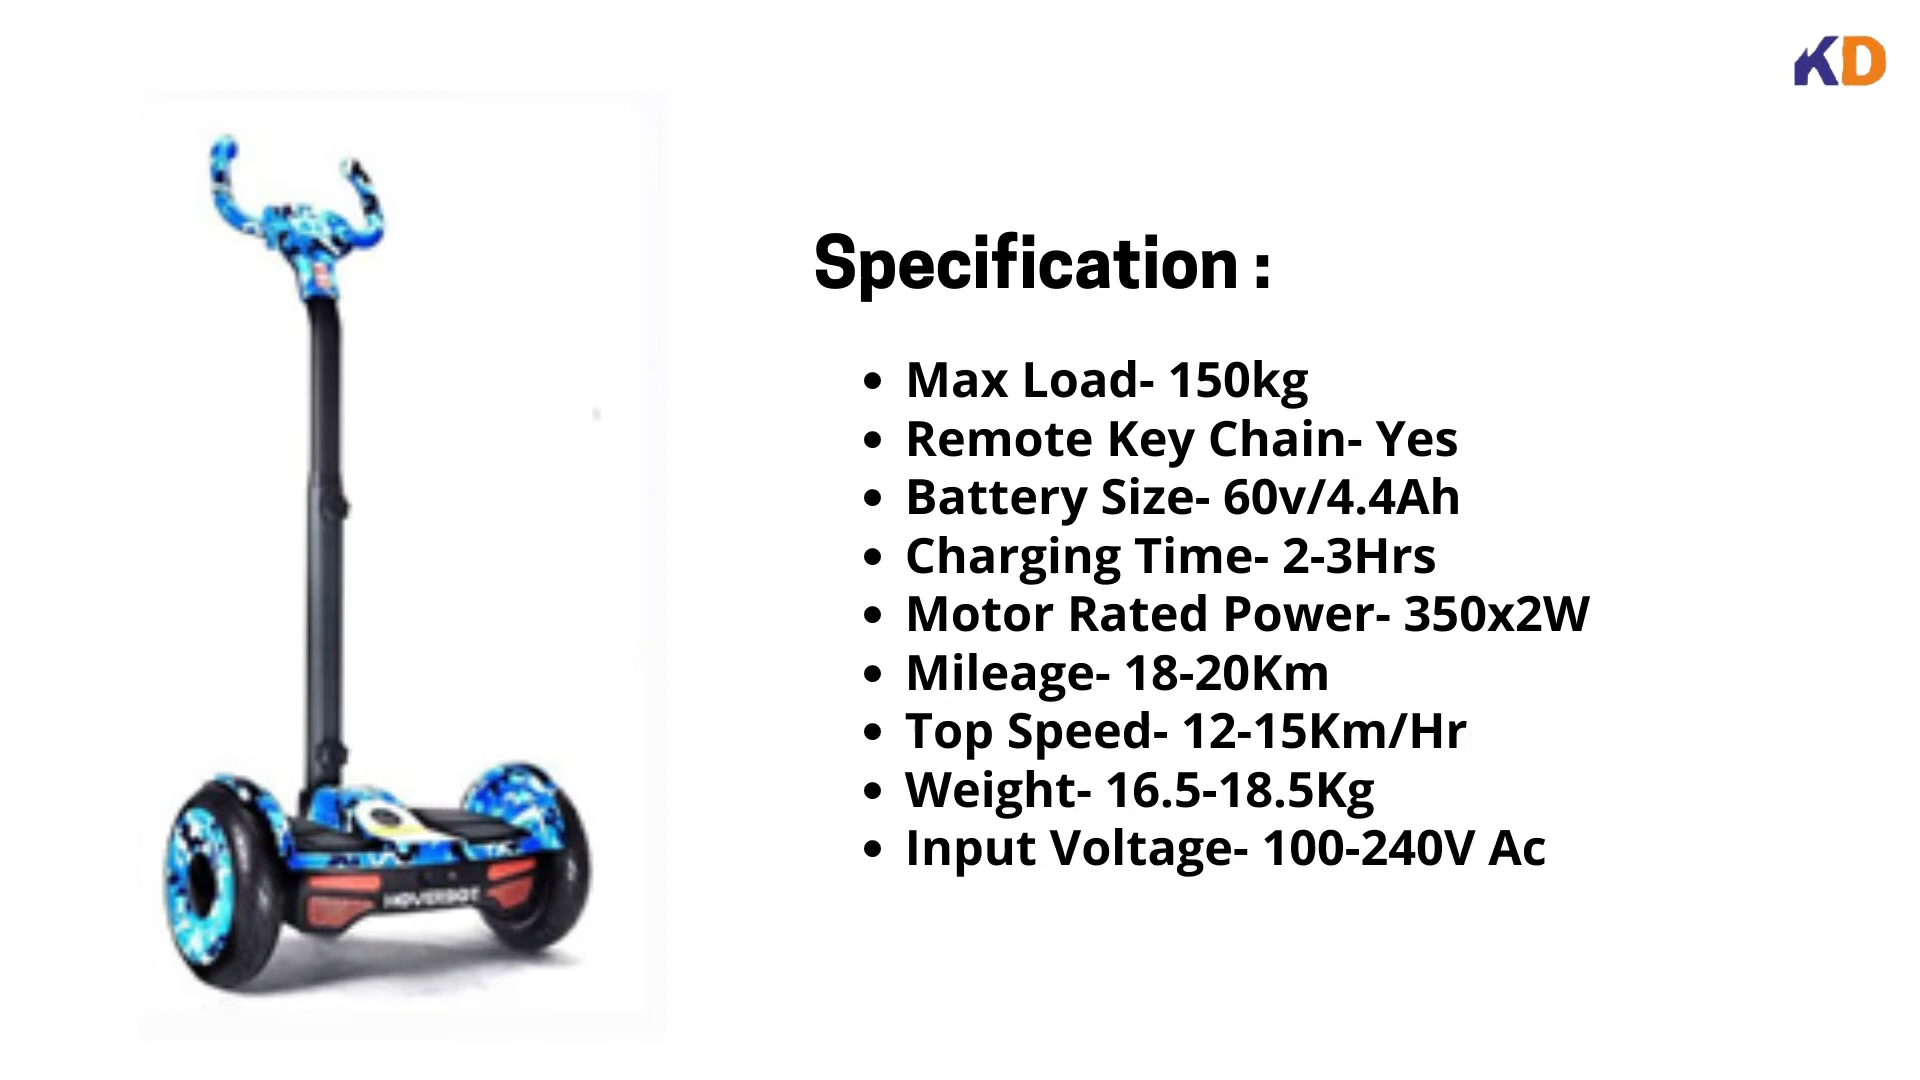 KD
Specification :
• Max Load- 150kg
• Remote Key Chain- Yes
• Battery Size- 60v/4.4Ah
• Charging Time- 2-3Hrs
• Motor Rated Power- 350x2W
• Mileage- 18-20Km
• Top Speed- 12-15Km/Hr
• Weight- 16.5-18.5Kg
• Input Voltage- 100-240V Ac
HOVERBOT